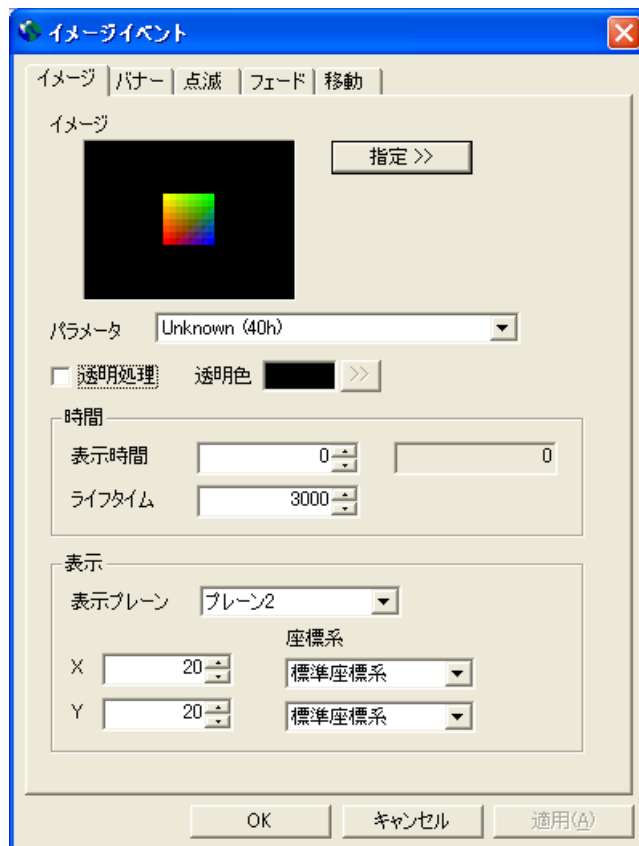 イメージイベント
イメージ バナー 点滅 フェード 移動
イメージ
指定 >>
パラメータ Unknown (40h)
透明処理 透明色 >>
時間
表示時間 0 0
ライフタイム 3000
表示
表示プレーン プレーン2
座標系
X 20 標準座標系
Y 20 標準座標系
OK キャンセル 適用(A)